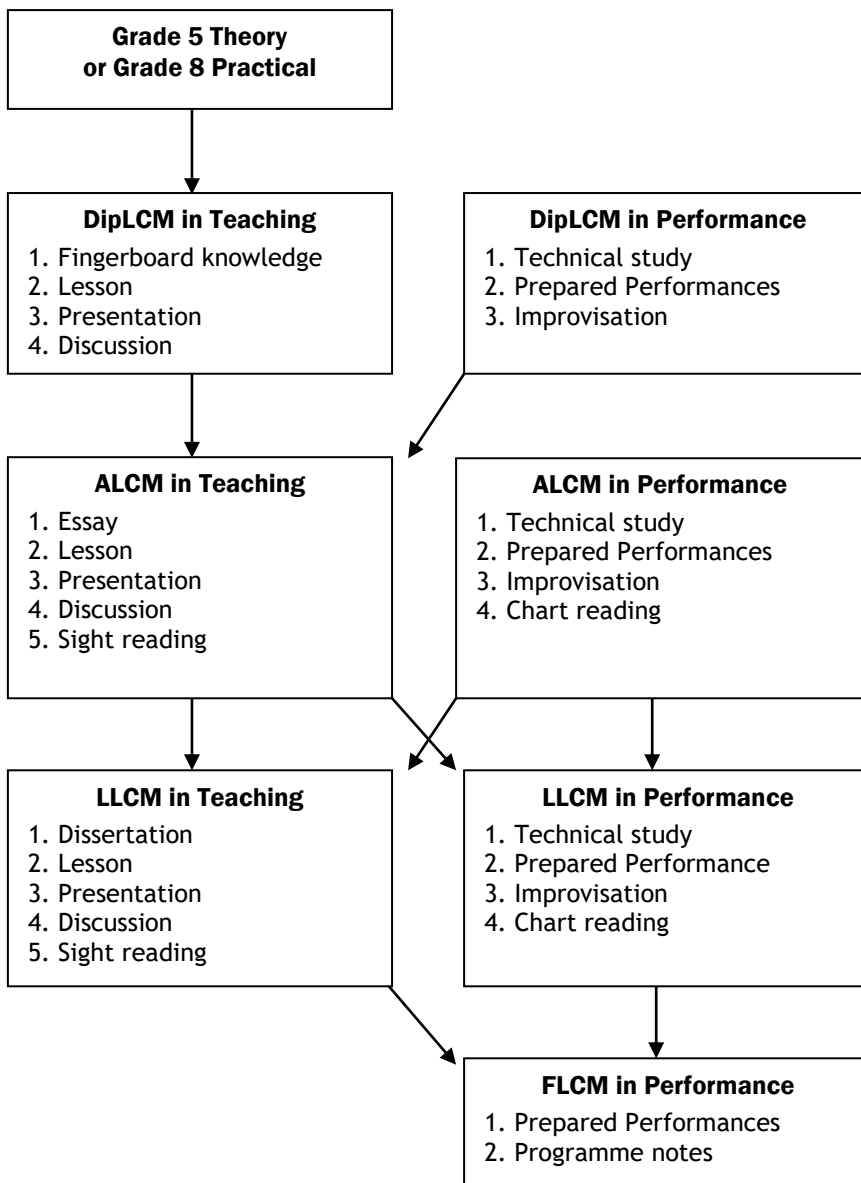 Grade 5 Theory
or Grade 8 Practical
DipLCM in Teaching
1. Fingerboard knowledge
2. Lesson
3. Presentation
4. Discussion
DipLCM in Performance
1. Technical study
2. Prepared Performances
3. Improvisation
ALCM in Teaching
1. Essay
2. Lesson
3. Presentation
4. Discussion
5. Sight reading
ALCM in Performance
1. Technical study
2. Prepared Performances
3. Improvisation
4. Chart reading
LLCM in Teaching
1. Dissertation
2. Lesson
3. Presentation
4. Discussion
5. Sight reading
LLCM in Performance
1. Technical study
2. Prepared Performance
3. Improvisation
4. Chart reading
FLCM in Performance
1. Prepared Performances
2. Programme notes